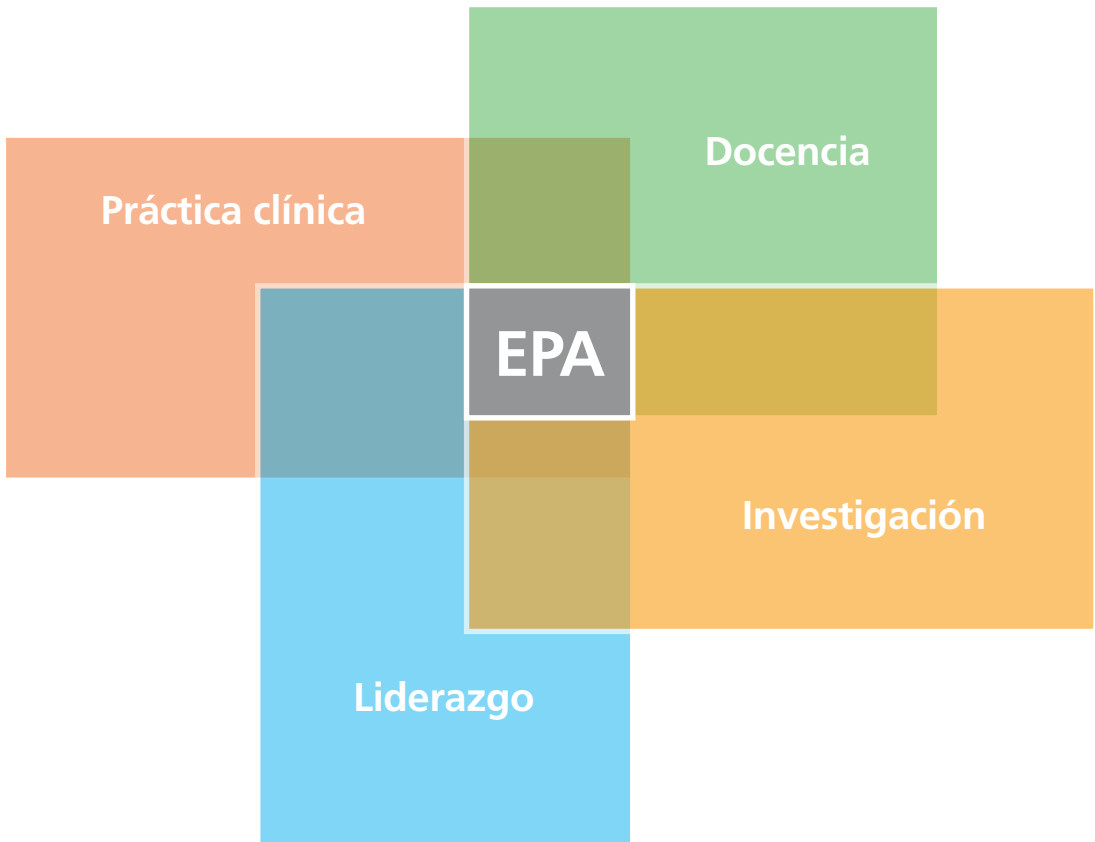 Docencia
Práctica clínica
EPA
Investigación
Liderazgo